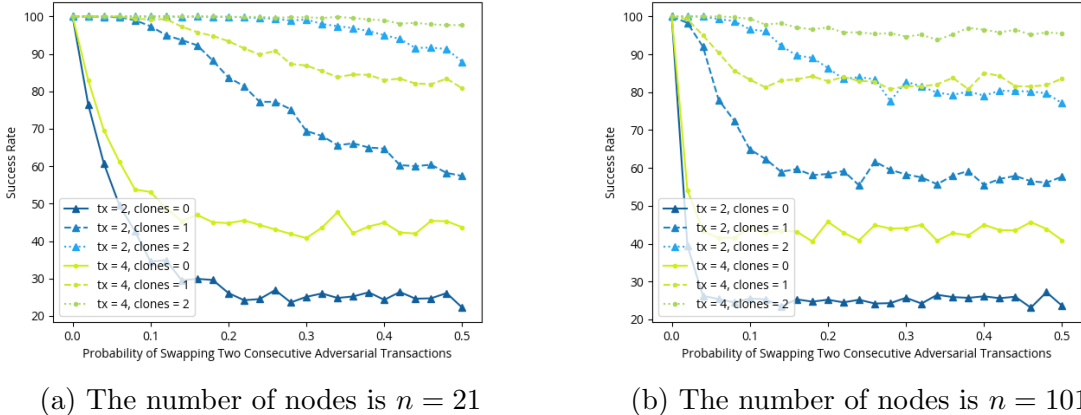 100
90
80
70
60
50
40
30
20
Success Rate
tx = 2, clones = 0
tx = 2, clones = 1
tx = 2, clones = 2
tx = 4, clones = 0
tx = 4, clones = 1
tx = 4, clones = 2
0.0 0.1 0.2 0.3 0.4 0.5
Probability of Swapping Two Consecutive Adversarial Transactions
(a) The number of nodes is n = 21
100
90
80
70
60
50
40
30
20
Success Rate
tx = 2, clones = 0
tx = 2, clones = 1
tx = 2, clones = 2
tx = 4, clones = 0
tx = 4, clones = 1
tx = 4, clones = 2
0.0 0.1 0.2 0.3 0.4 0.5
Probability of Swapping Two Consecutive Adversarial Transactions
(b) The number of nodes is n = 101